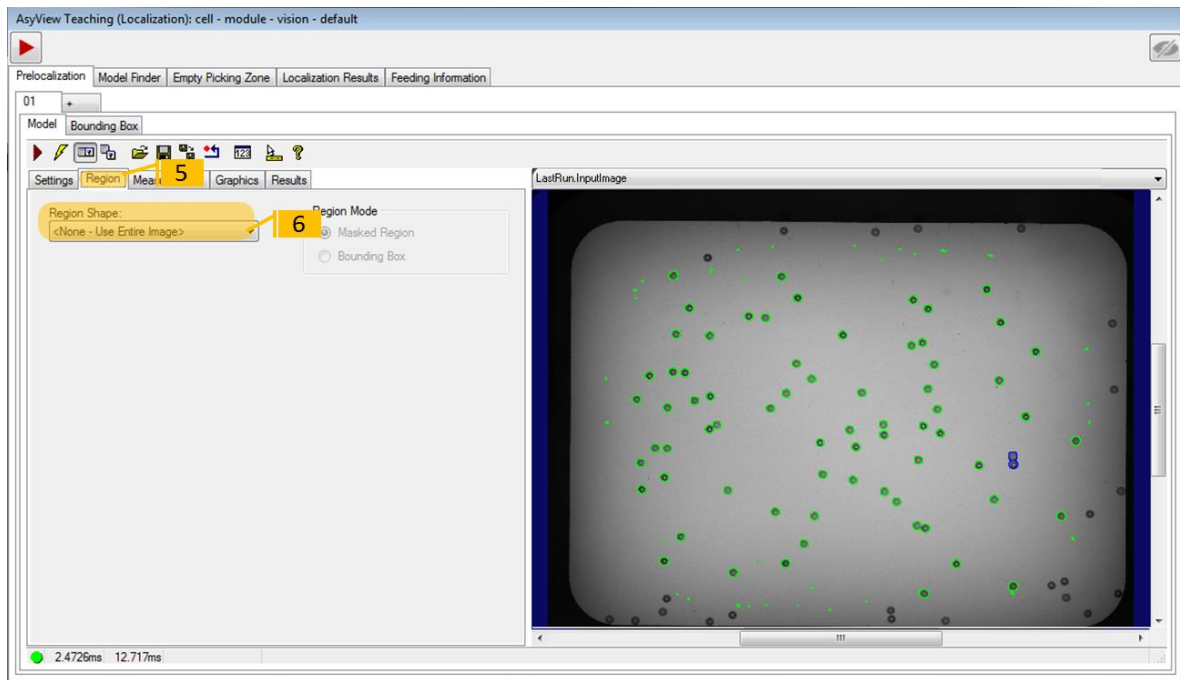 AsyView Teaching (Localization): cell - module - vision - default
Prelocalization Model Finder Empty Picking Zone Localization Results Feeding Information
01 +
Model Bounding Box
123 ?
5
Settings Region Graphics Results
LastRun.InputImage
Region Shape:
Region Mode
<None - Use Entire Image>
6
Masked Region
Bounding Box
2.4726ms 12.717ms